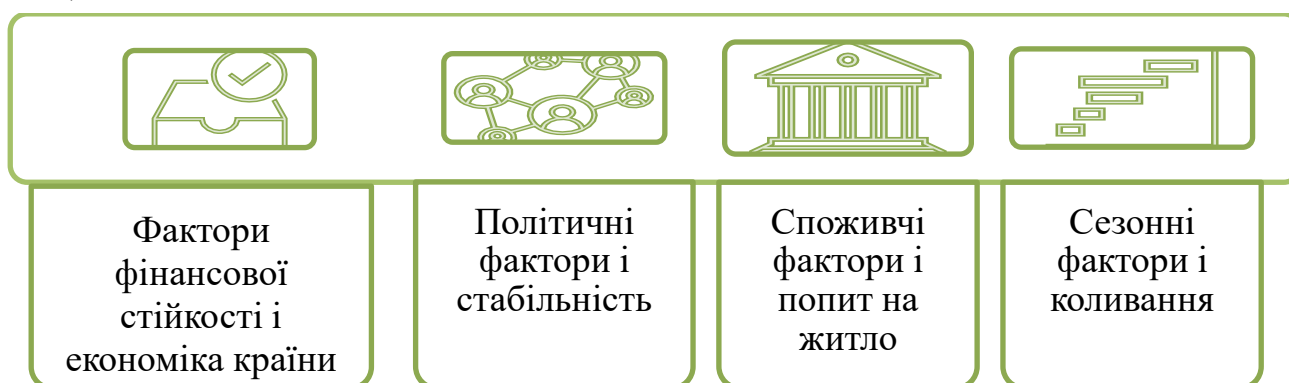 Фактори
фінансової
стійкості і
економіка країни
Політичні
фактори і
стабільність
Споживчі
фактори і
попит на
житло
Сезонні
фактори і
коливання